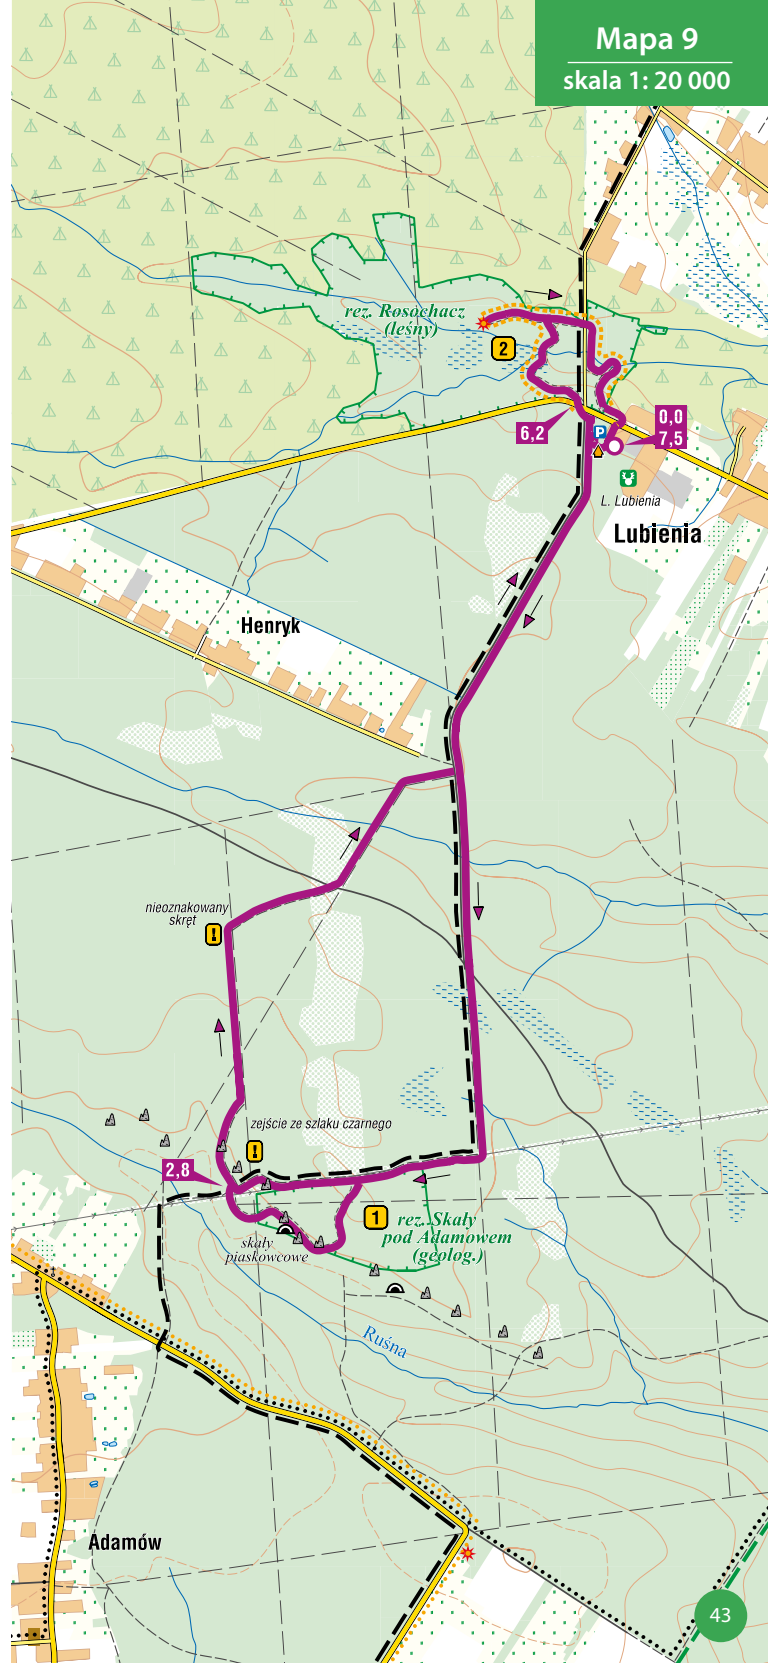 Mapa 9
skala 1: 20 000
rez. Rosochacz
(leśny)
2
6,2
P
0,0
7,5
L. Lubienia
Lubienia
Henryk
nieoznakowany
skręt
!
zejście ze szlaku czarnego
!
2,8
1
rez. Skały
pod Adamowem
(geolog.)
skały
piaskowcowe
Ruśna
Adamów
43